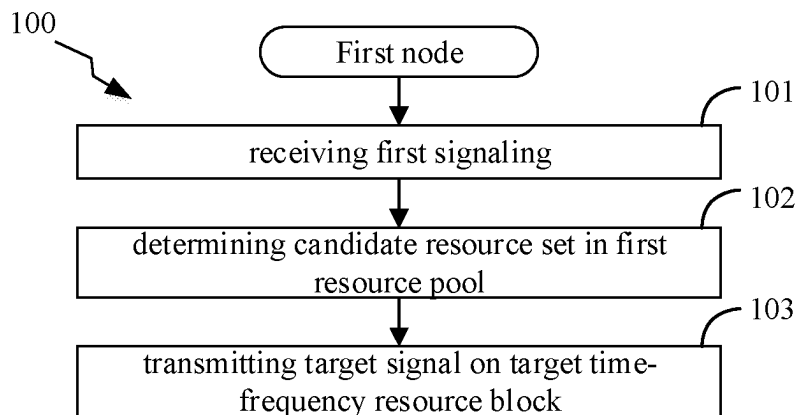 100
First node
101
receiving first signaling
102
determining candidate resource set in first
resource pool
103
transmitting target signal on target time-
frequency resource block